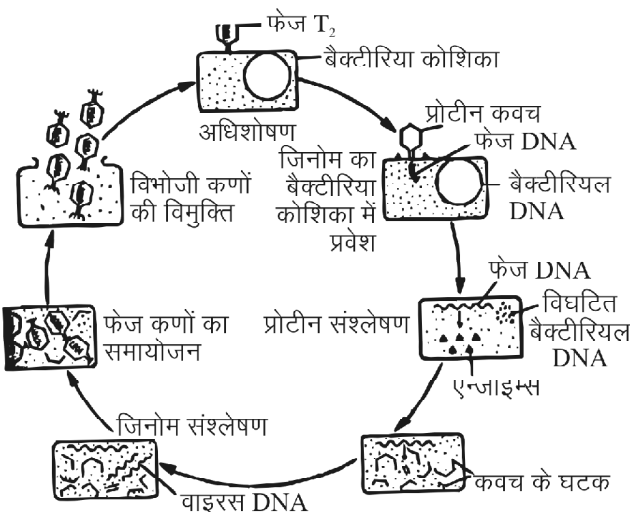 फेज T2
बैक्टीरिया कोशिका
अधिशोषण
प्रोटीन कवच
फेज DNA
जिनोम का
बैक्टीरिया
कोशिका में
प्रवेश
बैक्टीरियल
DNA
फेज DNA
प्रोटीन संश्लेषण
विघटित
बैक्टीरियल
DNA
एन्जाइम्स
कवच के घटक
जिनोम संश्लेषण
वाइरस DNA
फेज कणों का
समायोजन
विभोजी कणों
की विमुक्ति